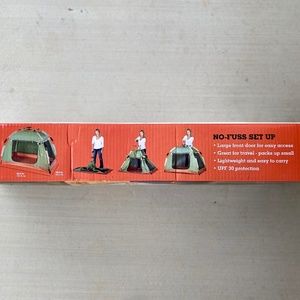 NO-FUSS SET UP
• Large front door for easy access
• Great for travel - packs up small
• Lightweight and easy to carry
• UPF 30 protection